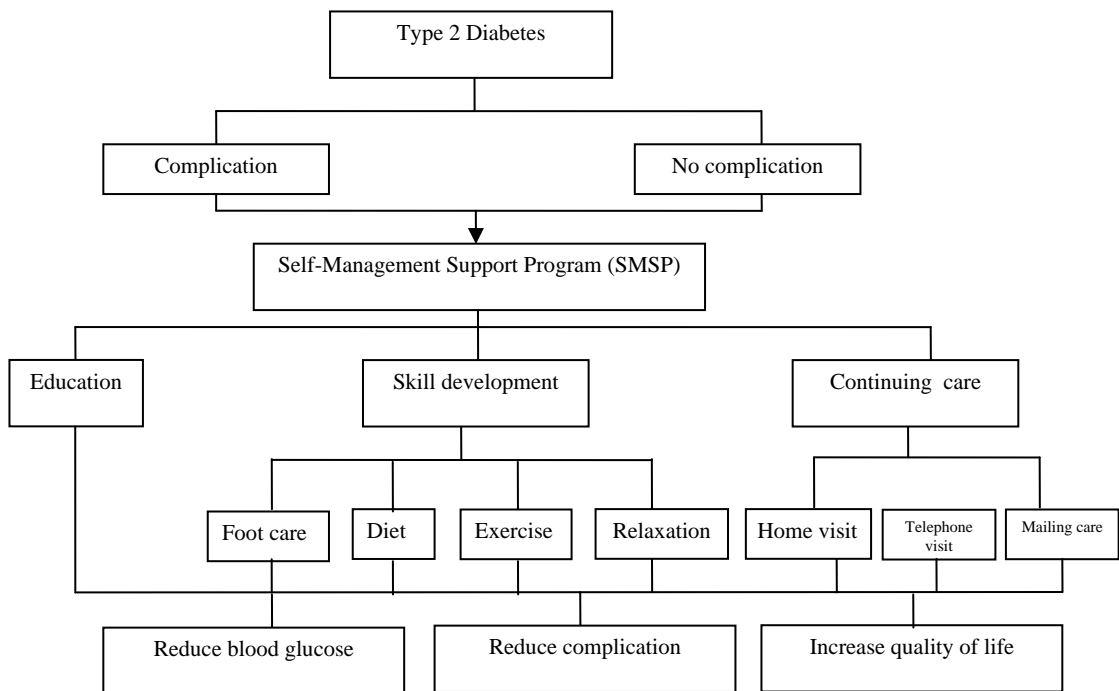 Type 2 Diabetes
Complication
No complication
Self-Management Support Program (SMSP)
Education
Skill development
Continuing care
Foot care
Diet
Exercise
Relaxation
Home visit
Telephone
visit
Mailing care
Reduce blood glucose
Reduce complication
Increase quality of life